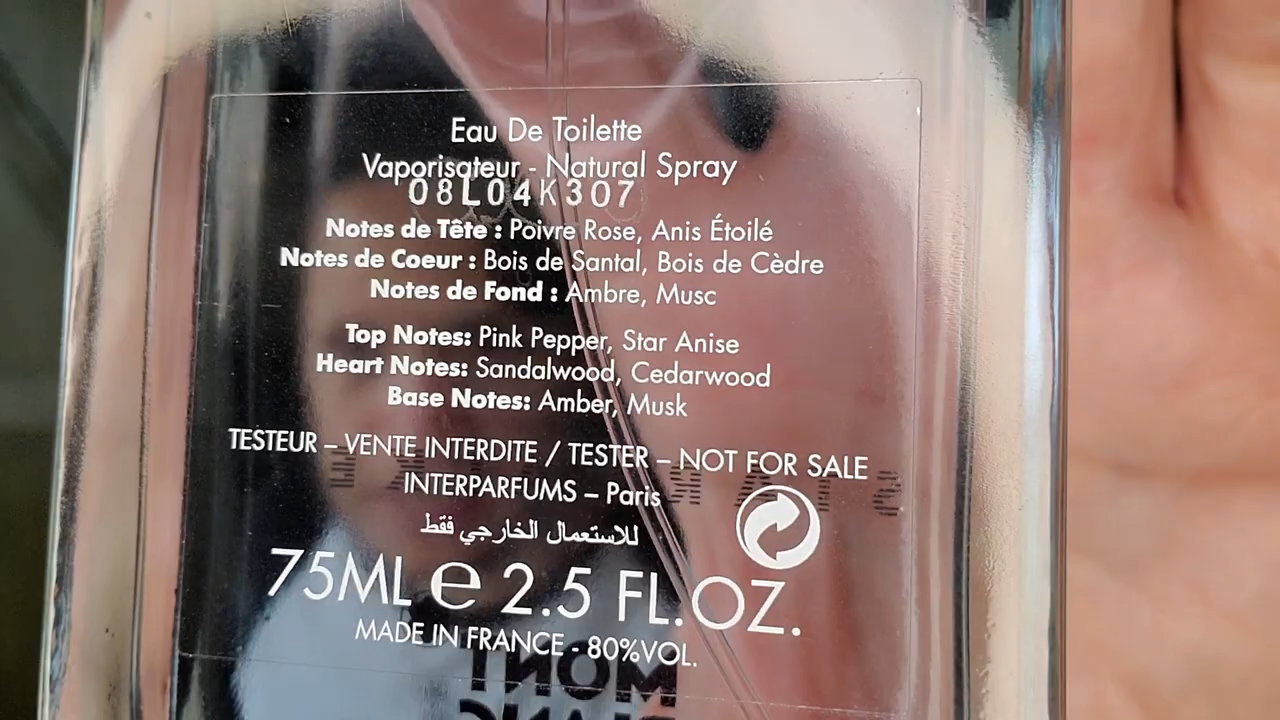 Eau De Toilette
Vaporisateur - Natural Spray
08L04K307
Notes de Tête : Poivre Rose, Anis Étoilé
Notes de Coeur : Bois de Santal, Bois de Cèdre
Notes de Fond : Ambre, Musc
Top Notes: Pink Pepper, Star Anise
Heart Notes: Sandalwood, Cedarwood
Base Notes: Amber, Musk
TESTEUR – VENTE INTERDITE / TESTER – NOT FOR SALE
INTERPARFUMS – Paris
للاستعمال الخارجي فقط
75ML e 2.5 FL.OZ.
MADE IN FRANCE - 80%VOL.
MONT